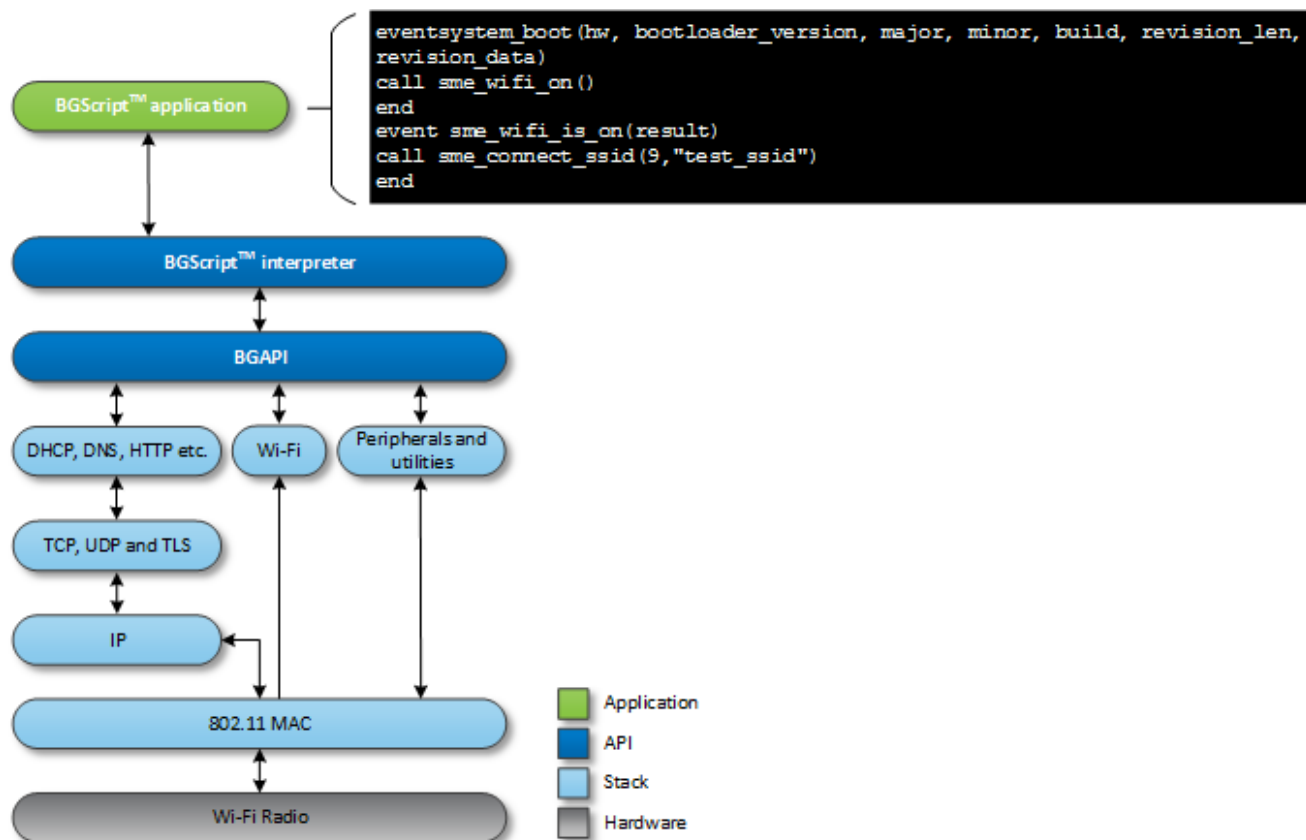 eventsystem_boot(hw, bootloader_version, major, minor, build, revision_len,
revision_data)
call sme_wifi_on()
end
event sme_wifi_is_on(result)
call sme_connect_ssid(9,"test_ssid")
end
BGScript™ application
BGScript™ interpreter
BGAPI
DHCP, DNS, HTTP etc.
Wi-Fi
Peripherals and
utilities
TCP, UDP and TLS
IP
802.11 MAC
Wi-Fi Radio
Application
API
Stack
Hardware